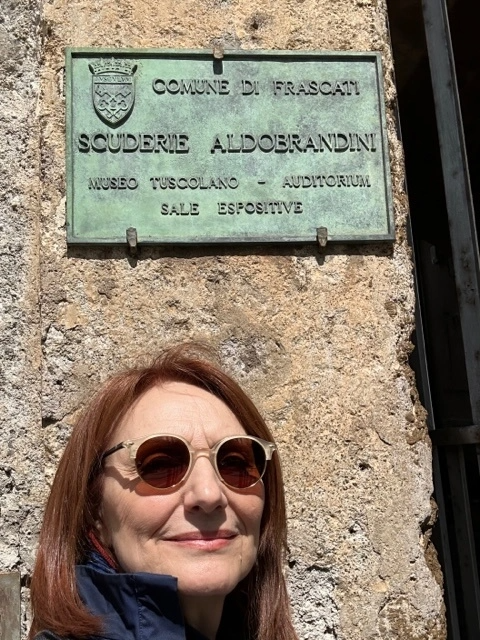 COMUNE DI FRASCATI
SCUDERIE ALDOBRANDINI
MUSEO TUSCOLANO - AUDITORIUM
SALE ESPOSITIVE